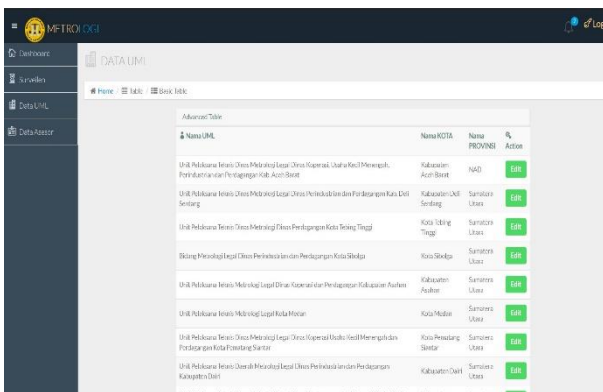 METROLOGI
Log
Dashboard
Surveilen
Data UML
Data Asesor
DATA UML
Home / Table / Basic Table
Advanced Table
Nama UML Nama KOTA Nama PROVINSI Action
Unit Pelaksana Teknis Dinas Metrologi Legal Dinas Koperasi, Usaha Kecil Menengah, Kabupaten NAD Edit
Perindustrian dan Perdagangan Kab. Aceh Barat Aceh Barat
Unit Pelaksana Teknis Dinas Metrologi Legal Dinas Perindustrian dan Perdagangan Kab. Deli Kabupaten Deli Sumatera Edit
Serdang Serdang Utara
Unit Pelaksana Teknis Dinas Metrologi Dinas Perdagangan Kota Tebing Tinggi Kota Tebing Tinggi Sumatera Utara Edit
Bidang Metrologi Legal Dinas Perindustrian dan Perdagangan Kota Sibolga Kota Sibolga Sumatera Utara Edit
Unit Pelaksana Teknis Metrologi Legal Dinas Koperasi dan Perdagangan Kabupaten Asahan Kabupaten Asahan Sumatera Utara Edit
Unit Pelaksana Teknis Metrologi Legal Kota Medan Kota Medan Sumatera Utara Edit
Unit Pelaksana Teknis Dinas Metrologi Legal Dinas Koperasi Usaha Kecil Menengah dan Kota Pematang Sumatera Edit
Perdagangan Kota Pematang Siantar Siantar Utara
Unit Pelaksana Teknis Daerah Metrologi Legal Dinas Perindustrian dan Perdagangan Kabupaten Dairi Sumatera Edit
Kabupaten Dairi Utara